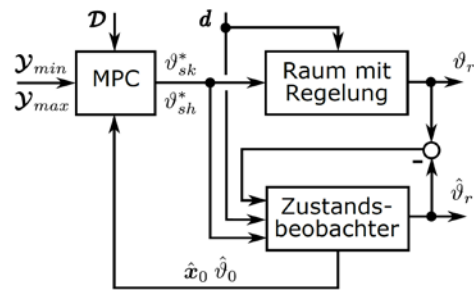 𝓓
d
𝓨min
𝓨max
MPC
ϑ*sk
ϑ*sh
Raum mit
Regelung
ϑr
-
ϑ̂r
Zustands-
beobachter
x̂0 ϑ̂0